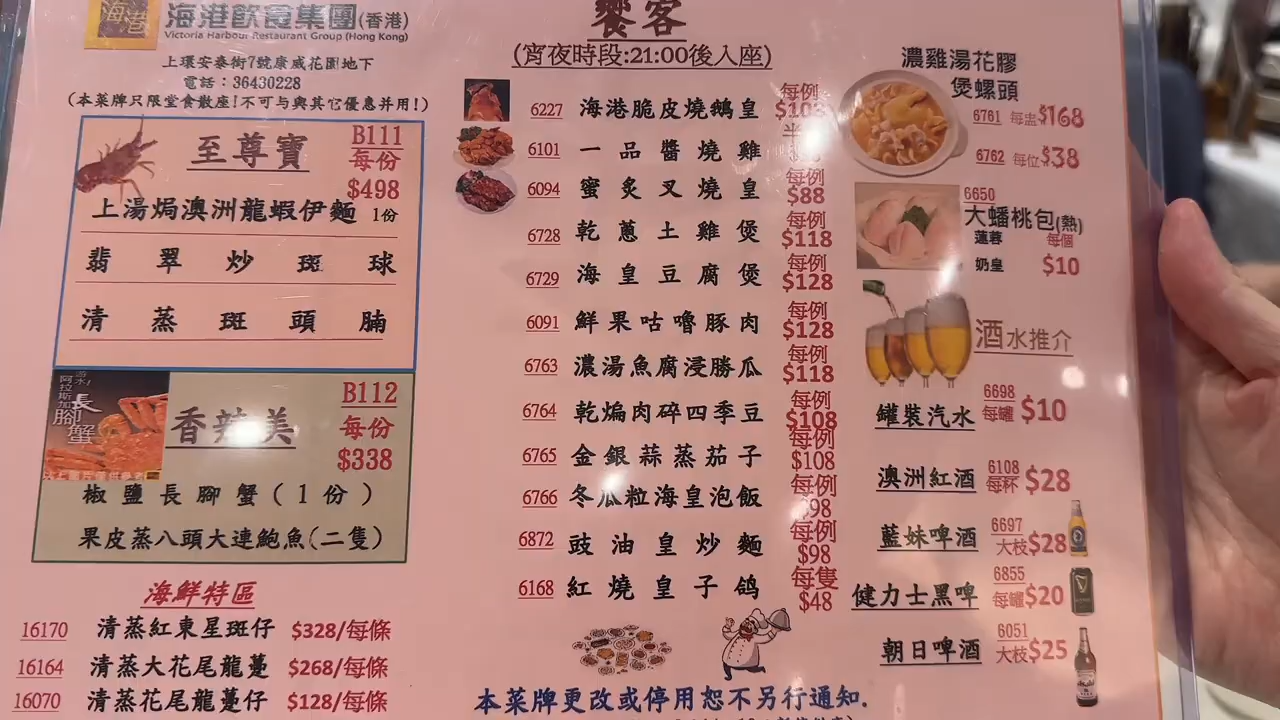 海港飲食集團(香港)
Victoria Harbour Restaurant Group (Hong Kong)
上環安泰街7號康威花園地下
電話：36430228
(本菜牌只限堂食散座!不可与與其它優惠并用!)
至尊寶
B111
每份
$498
上湯焗澳洲龍蝦伊麵 1份
翡翠炒斑球
清蒸斑頭腩
游水!
阿拉斯加
長腳蟹
香辣美
B112
每份
$338
椒鹽長腳蟹(1份)
果皮蒸八頭大連鮑魚(二隻)
海鮮特區
16170 清蒸紅東星斑仔 $328/每條
16164 清蒸大花尾龍躉 $268/每條
16070 清蒸花尾龍躉仔 $128/每條
饗客
(宵夜時段:21:00後入座)
6227 海港脆皮燒鵝皇 每例
6101 一品醬燒雞 半
6094 蜜炙叉燒皇 每例 $88
6728 乾蔥土雞煲 每例 $118
6729 海皇豆腐煲 每例 $128
6091 鮮果咕嚕豚肉 每例 $128
6763 濃湯魚腐浸勝瓜 每例 $118
6764 乾煸肉碎四季豆 每例 $108
6765 金銀蒜蒸茄子 每例 $108
6766 冬瓜粒海皇泡飯 每例 98
6872 豉油皇炒麵 每例 $98
6168 紅燒皇子鸽 每隻 $48
本菜牌更改或停用恕不另行通知.
濃雞湯花膠
煲螺頭
6761 每盅$168
6762 每位$38
6650
大蟠桃包(熱)
蓮蓉 每個
奶皇 $10
酒水推介
罐裝汽水 6698 每罐 $10
澳洲紅酒 6108 每杯 $28
藍妹啤酒 6697 大枝$28
健力士黑啤 6855 每罐$20
朝日啤酒 6051 大枝$25